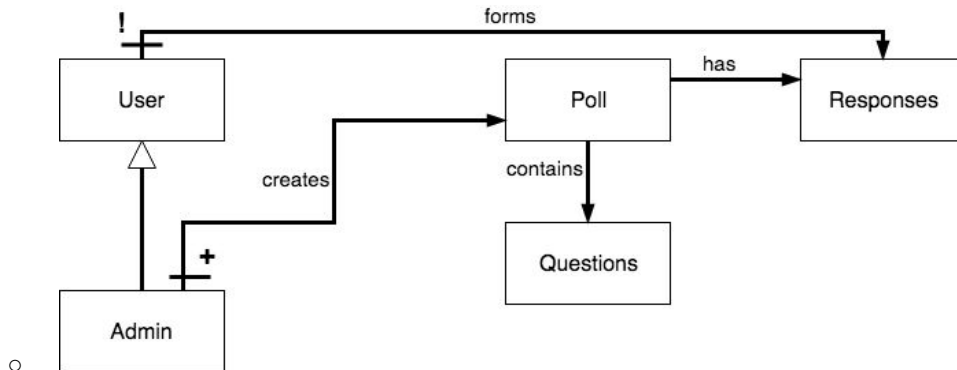 forms
!
User
Poll
has
Responses
creates
contains
+
Questions
Admin